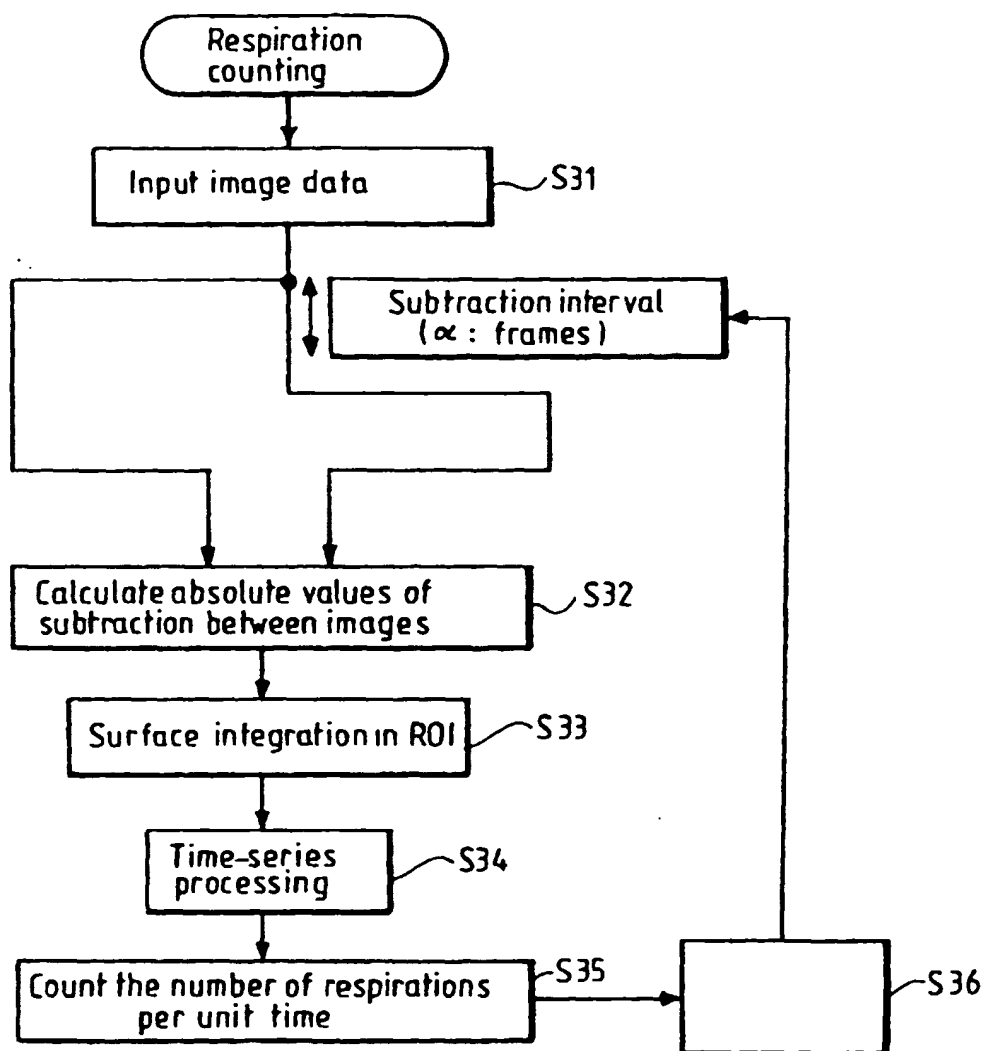 Respiration
counting
Input image data
S31
Subtraction interval
(α : frames)
Calculate absolute values of
subtraction between images
S32
Surface integration in ROI
S33
Time-series
processing
S34
Count the number of respirations
per unit time
S35
S36